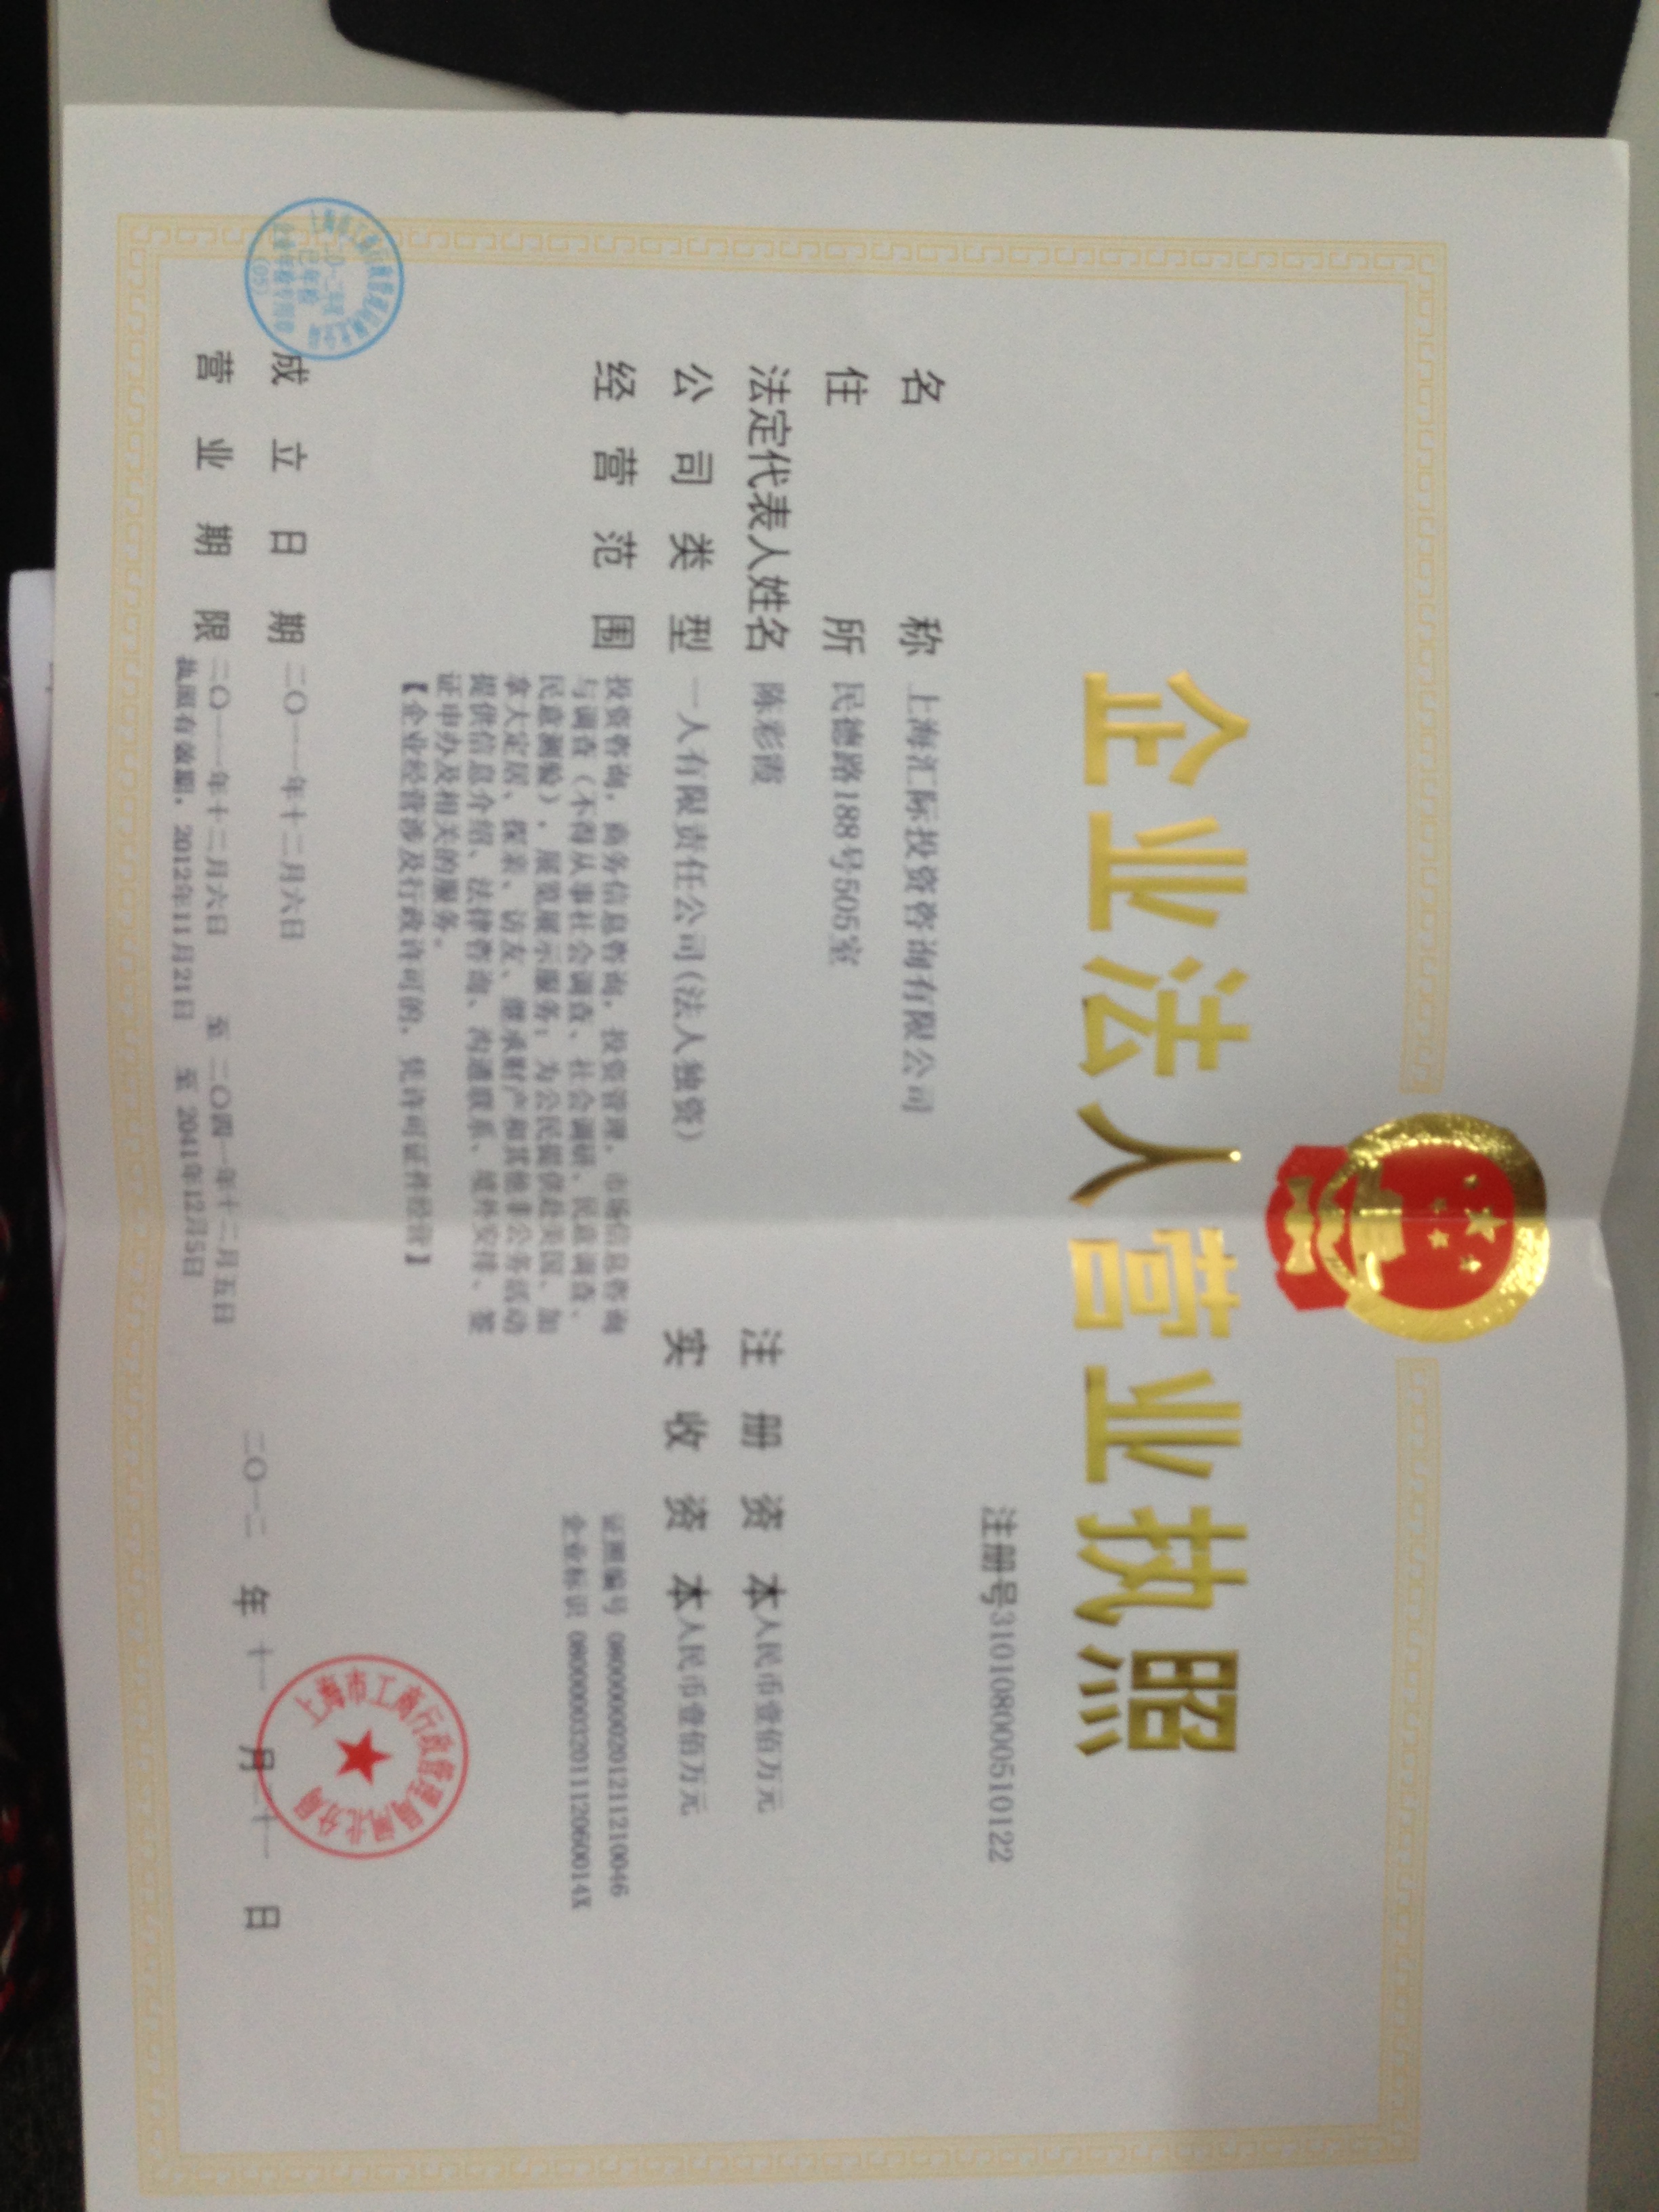 企业法人营业执照
注册号310108000510122
名称 上海汇际投资咨询有限公司
住所 民德路188号505室
法定代表人姓名 陈彩霞
注册资本人民币壹佰万元
公司类型 一人有限责任公司(法人独资)
实收资本人民币壹佰万元
经营范围 投资咨询，商务信息咨询，投资管理，市场信息咨询
与调查（不得从事社会调查、社会调研、民意调查、
民意测验），展览展示服务；为公民提供赴美国、加
拿大定居、探亲、访友、继承财产和其他非公务活动
提供信息介绍、法律咨询、沟通联系、境外安排、签
证申办及相关的服务。
【企业经营涉及行政许可的，凭许可证件经营】
证照编号 08000000201211210046
企业标识 08000003201112060014X
成立日期 二〇一一年十二月六日
营业期限 二〇一一年十二月六日 至 二〇四一年十二月五日
执照有效期：2012年11月21日 至 2041年12月5日
上海市工商行政管理局闸北分局
二〇一二年十一月二十一日
已年检